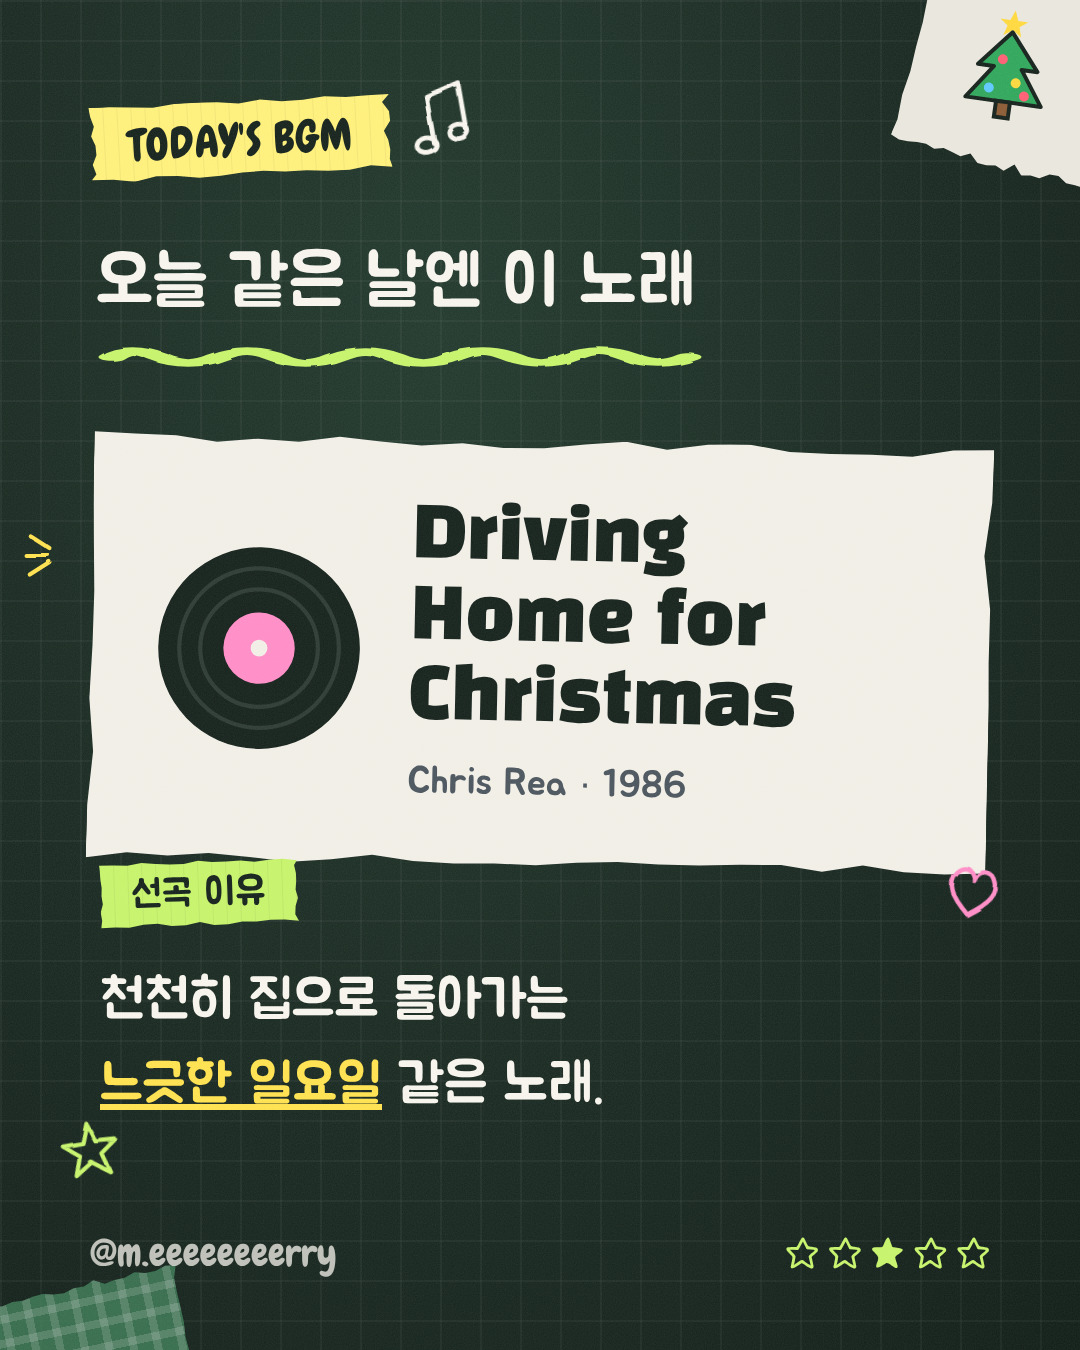 TODAY'S BGM
오늘 같은 날엔 이 노래
Driving
Home for
Christmas
Chris Rea · 1986
선곡 이유
천천히 집으로 돌아가는
느긋한 일요일 같은 노래.
@m.eeeeeeeerry